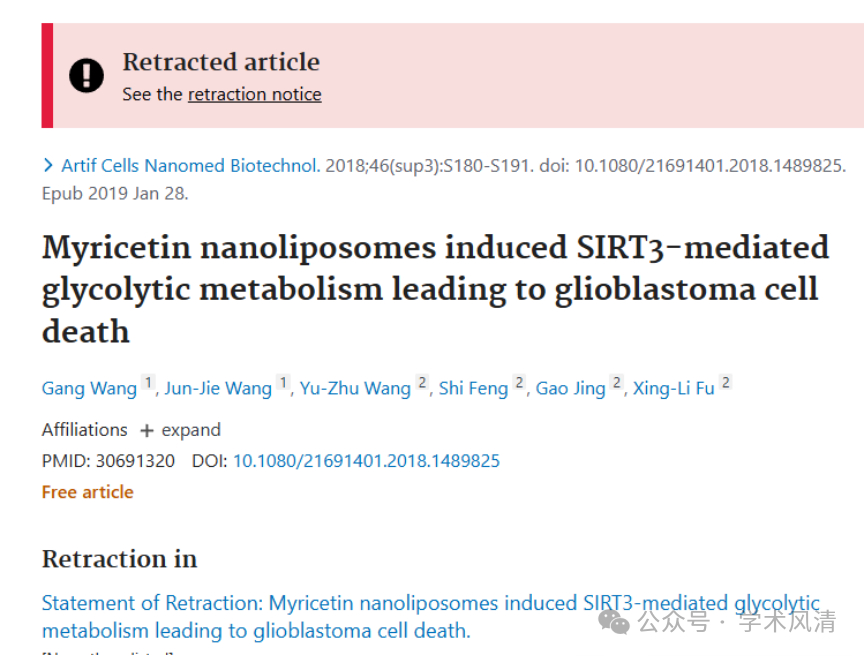 Retracted article
See the retraction notice
Artif Cells Nanomed Biotechnol. 2018;46(sup3):S180-S191. doi: 10.1080/21691401.2018.1489825.
Epub 2019 Jan 28.
Myricetin nanoliposomes induced SIRT3-mediated
glycolytic metabolism leading to glioblastoma cell
death
Gang Wang 1, Jun-Jie Wang 1, Yu-Zhu Wang 2, Shi Feng 2, Gao Jing 2, Xing-Li Fu 2
Affiliations + expand
PMID: 30691320 DOI: 10.1080/21691401.2018.1489825
Free article
Retraction in
Statement of Retraction: Myricetin nanoliposomes induced SIRT3-mediated glycolytic
metabolism leading to glioblastoma cell death.
公众号 · 学术风清